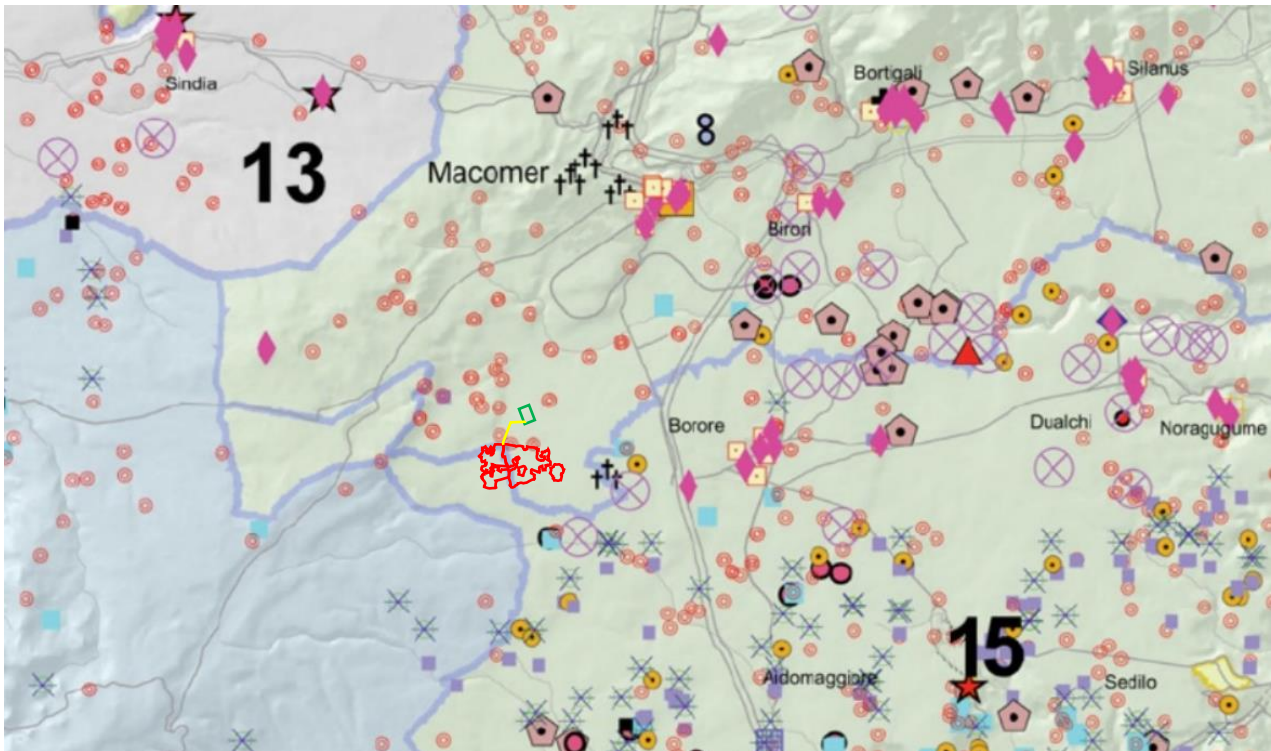 Sindia
Bortigali
Silanus
8
13
Macomer
Birori
Borore
Dualchi
Noragugume
15
Aidomaggiore
Sedilo